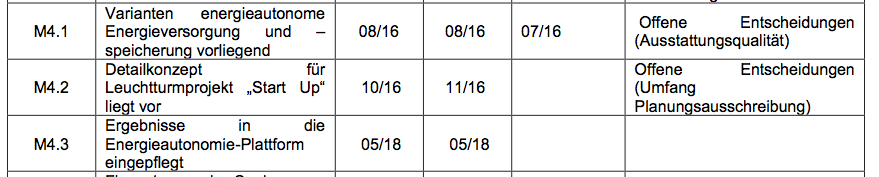 Varianten energieautonome
M4.1 Energieversorgung und – 08/16 08/16 07/16 Offene Entscheidungen
speicherung vorliegend (Ausstattungsqualität)
Detailkonzept für Offene Entscheidungen
M4.2 Leuchtturmprojekt „Start Up“ 10/16 11/16 (Umfang
liegt vor Planungsausschreibung)
Ergebnisse in die
M4.3 Energieautonomie-Plattform 05/18 05/18
eingepflegt